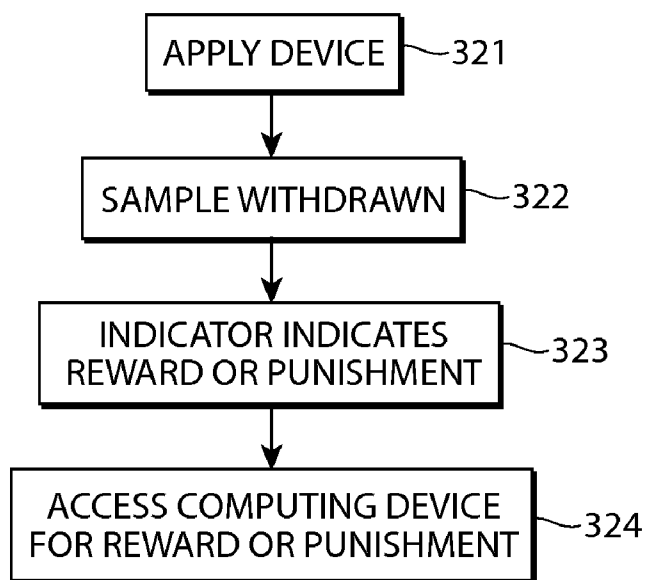 APPLY DEVICE 321
SAMPLE WITHDRAWN 322
INDICATOR INDICATES
REWARD OR PUNISHMENT 323
ACCESS COMPUTING DEVICE
FOR REWARD OR PUNISHMENT 324